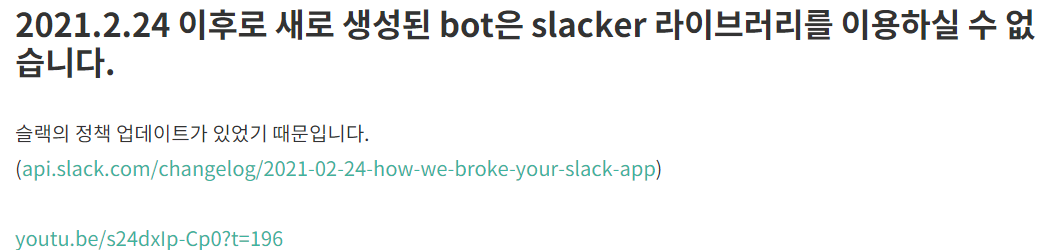 2021.2.24 이후로 새로 생성된 bot은 slacker 라이브러리를 이용하실 수 없
습니다.
슬랙의 정책 업데이트가 있었기 때문입니다.
(api.slack.com/changelog/2021-02-24-how-we-broke-your-slack-app)
youtu.be/s24dxIp-Cp0?t=196